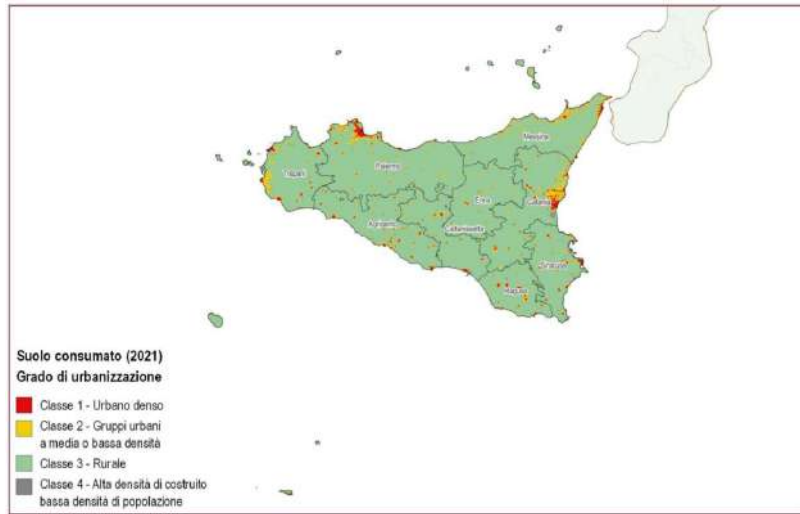 Messina
Palermo
Trapani
Enna
Catania
Agrigento
Caltanissetta
Siracusa
Ragusa
Suolo consumato (2021)
Grado di urbanizzazione
Classe 1 - Urbano denso
Classe 2 - Gruppi urbani
a media o bassa densità
Classe 3 - Rurale
Classe 4 - Alta densità di costruito
bassa densità di popolazione